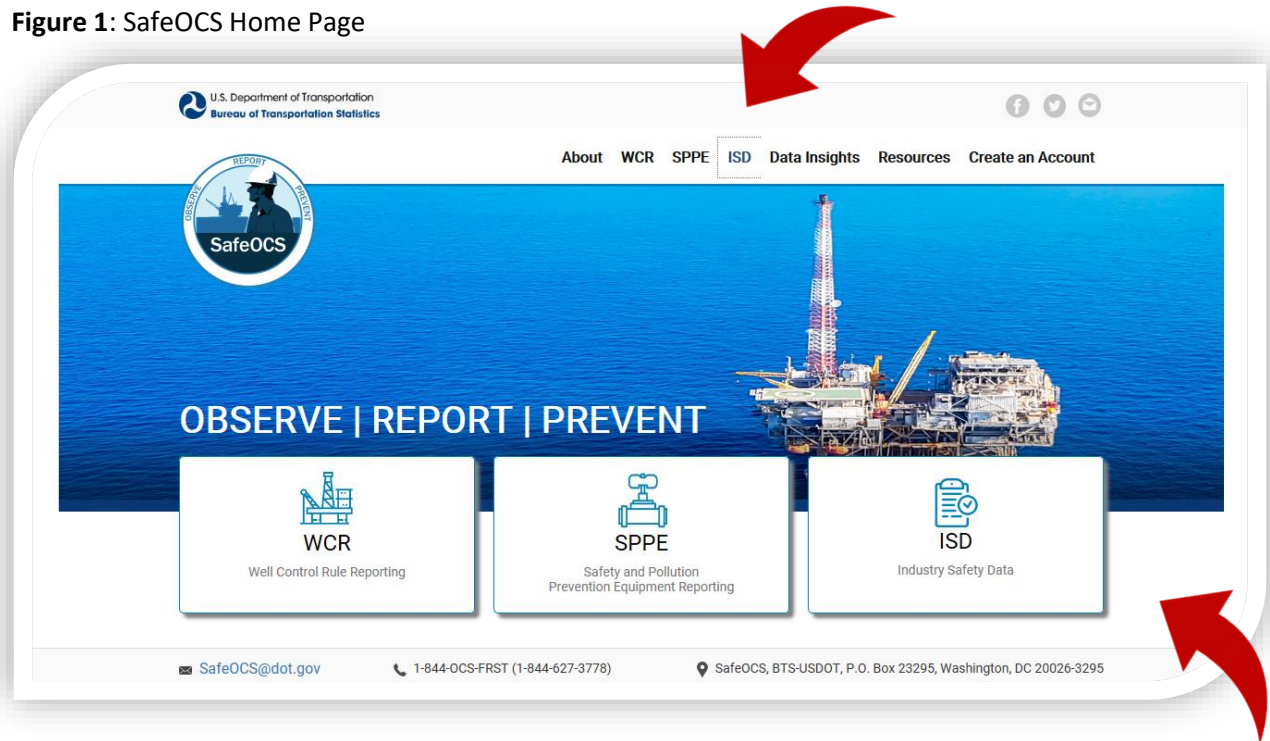 Figure 1: SafeOCS Home Page
U.S. Department of Transportation
Bureau of Transportation Statistics
About WCR SPPE ISD Data Insights Resources Create an Account
OBSERVE REPORT PREVENT
SafeOCS
OBSERVE | REPORT | PREVENT
WCR
Well Control Rule Reporting
SPPE
Safety and Pollution
Prevention Equipment Reporting
ISD
Industry Safety Data
SafeOCS@dot.gov
1-844-OCS-FRST (1-844-627-3778)
SafeOCS, BTS-USDOT, P.O. Box 23295, Washington, DC 20026-3295